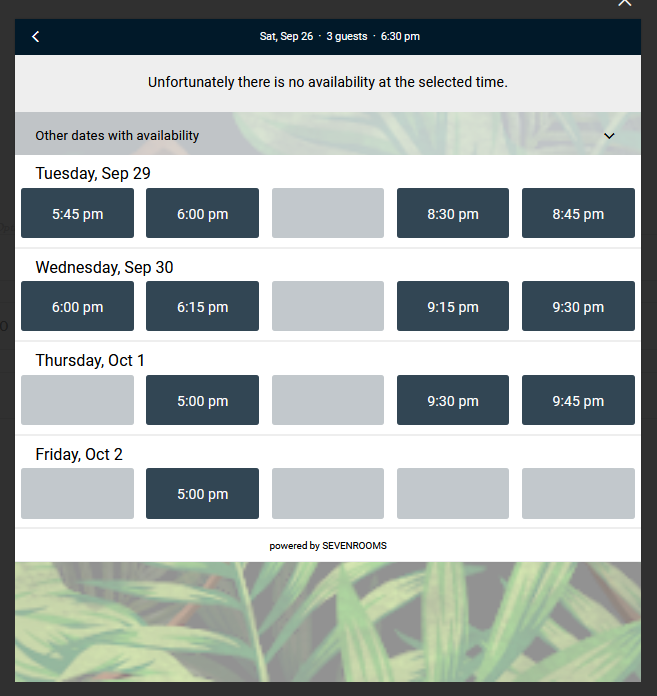 Sat, Sep 26 · 3 guests · 6:30 pm
Unfortunately there is no availability at the selected time.
Other dates with availability
Tuesday, Sep 29
5:45 pm 6:00 pm 8:30 pm 8:45 pm
Wednesday, Sep 30
6:00 pm 6:15 pm 9:15 pm 9:30 pm
Thursday, Oct 1
5:00 pm 9:30 pm 9:45 pm
Friday, Oct 2
5:00 pm
powered by SEVENROOMS